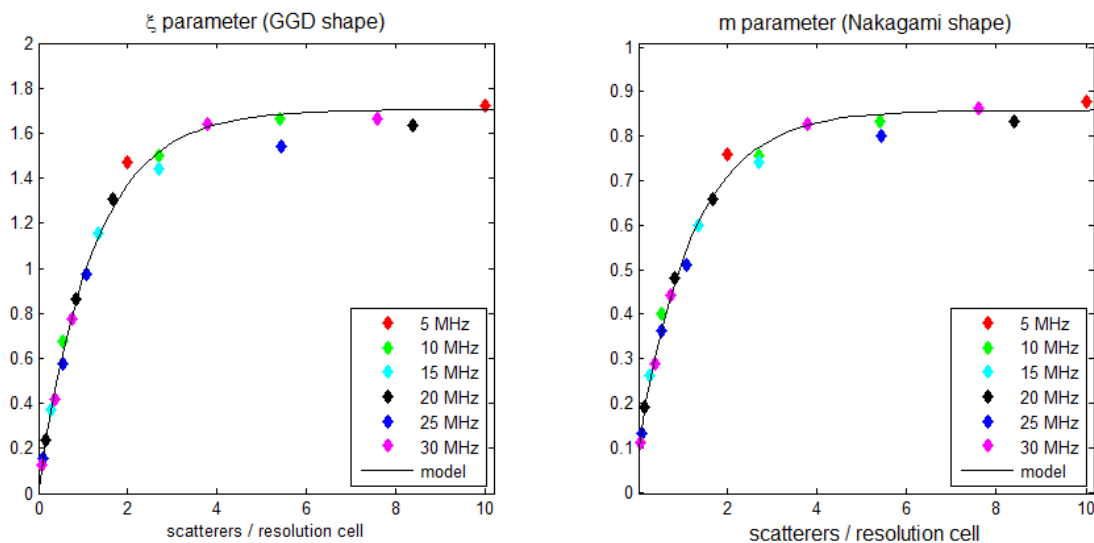 ξ parameter (GGD shape)
2
1.8
1.6
1.4
1.2
1
0.8
0.6
0.4
0.2
0
0 2 4 6 8 10
scatterers / resolution cell
5 MHz
10 MHz
15 MHz
20 MHz
25 MHz
30 MHz
model
m parameter (Nakagami shape)
1
0.9
0.8
0.7
0.6
0.5
0.4
0.3
0.2
0.1
0
0 2 4 6 8 10
scatterers / resolution cell
5 MHz
10 MHz
15 MHz
20 MHz
25 MHz
30 MHz
model